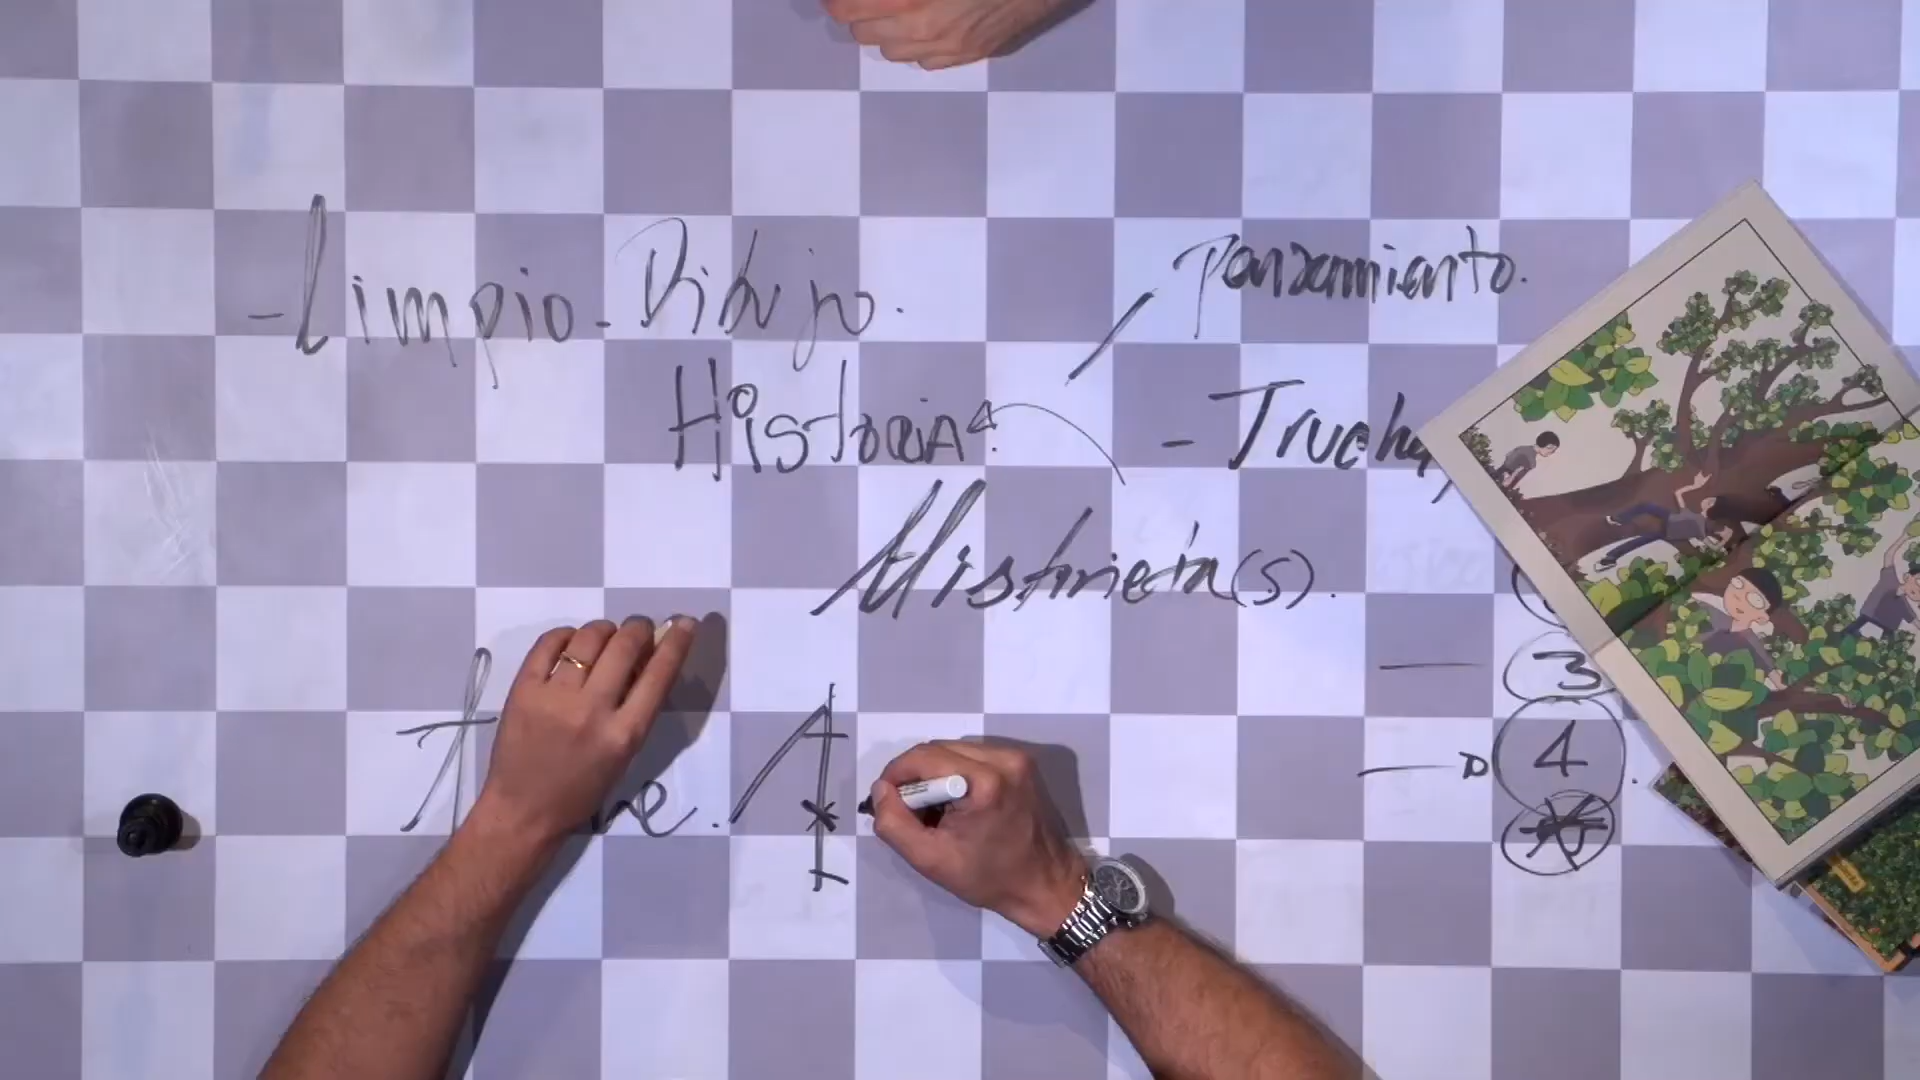 - Limpio - Dibujo.
Pensamiento.
Historia.
- Trucha
Historieta(s).
3
4